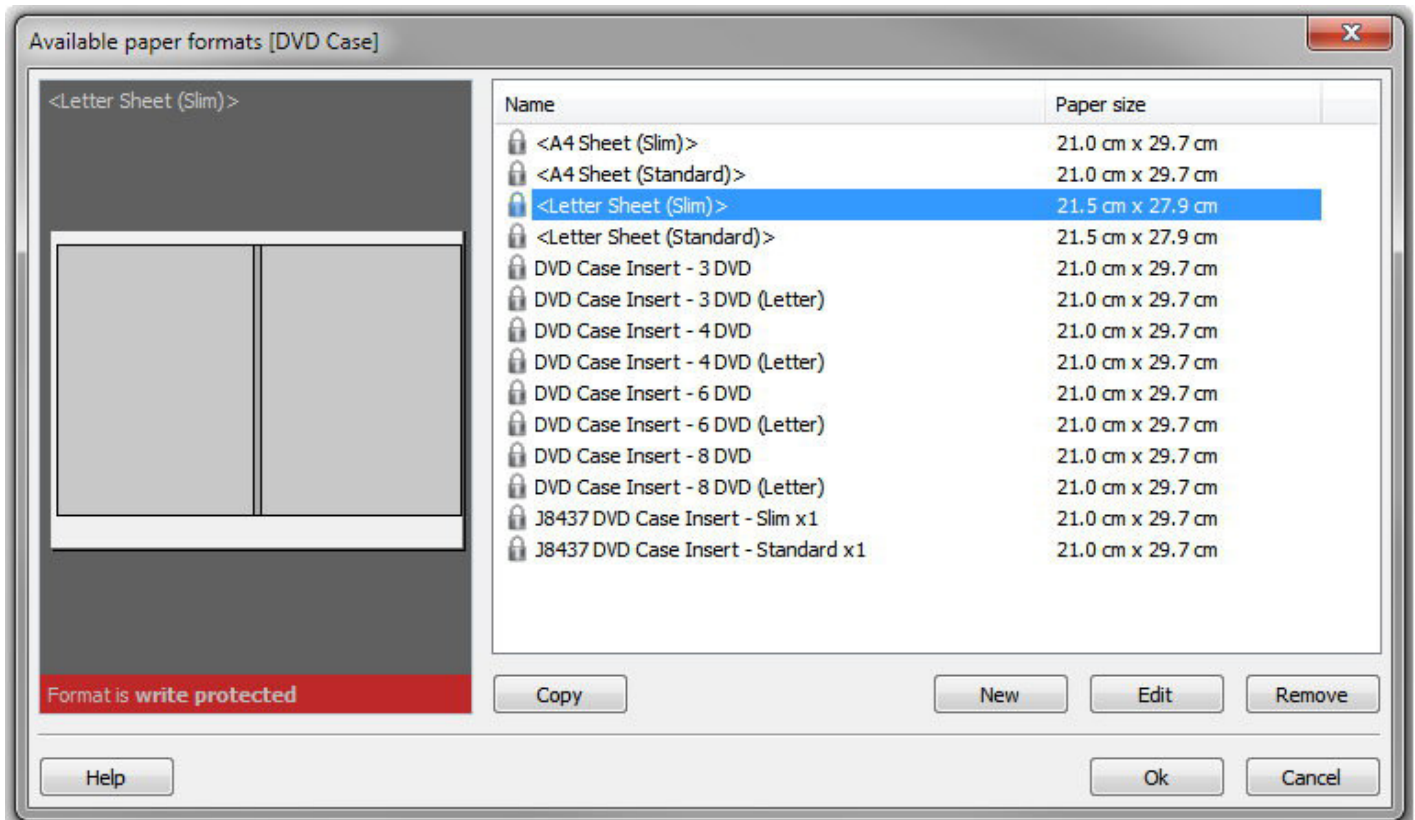 Available paper formats [DVD Case]
<Letter Sheet (Slim)>
Name Paper size
<A4 Sheet (Slim)> 21.0 cm x 29.7 cm
<A4 Sheet (Standard)> 21.0 cm x 29.7 cm
<Letter Sheet (Slim)> 21.5 cm x 27.9 cm
<Letter Sheet (Standard)> 21.5 cm x 27.9 cm
DVD Case Insert - 3 DVD 21.0 cm x 29.7 cm
DVD Case Insert - 3 DVD (Letter) 21.0 cm x 29.7 cm
DVD Case Insert - 4 DVD 21.0 cm x 29.7 cm
DVD Case Insert - 4 DVD (Letter) 21.0 cm x 29.7 cm
DVD Case Insert - 6 DVD 21.0 cm x 29.7 cm
DVD Case Insert - 6 DVD (Letter) 21.0 cm x 29.7 cm
DVD Case Insert - 8 DVD 21.0 cm x 29.7 cm
DVD Case Insert - 8 DVD (Letter) 21.0 cm x 29.7 cm
J8437 DVD Case Insert - Slim x1 21.0 cm x 29.7 cm
J8437 DVD Case Insert - Standard x1 21.0 cm x 29.7 cm
Format is write protected
Copy New Edit Remove
Help Ok Cancel